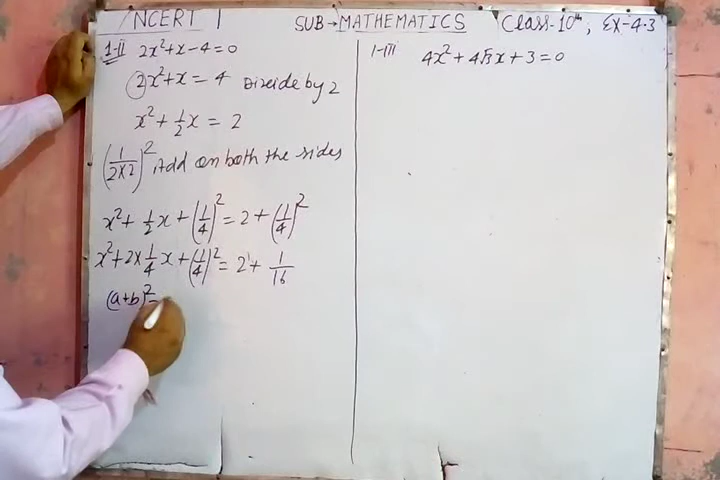 NCERT 1 SUB→MATHEMATICS Class-10th, EX-4.3
1-ii 2x²+x-4=0
2x²+x = 4 Divide by 2
x² + 1/2 x = 2
(1/2×2)² Add on both the sides
x² + 1/2 x + (1/4)² = 2 + (1/4)²
x² + 2 × 1/4 x + (1/4)² = 2 + 1/16
(a+b)² =
1-iii 4x² + 4√3x + 3 = 0